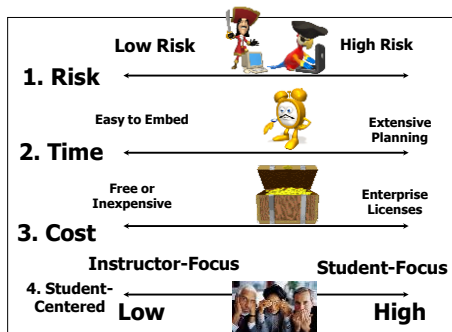 Low Risk
High Risk
1. Risk
Easy to Embed
Extensive
Planning
2. Time
Free or
Inexpensive
Enterprise
Licenses
3. Cost
Instructor-Focus
Student-Focus
4. Student-
Centered
Low
High